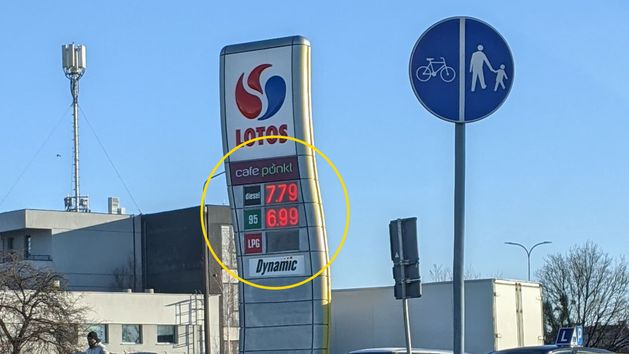 LOTOS
cafe punkt
diesel 7.79
95 6.99
LPG
Dynamic
L